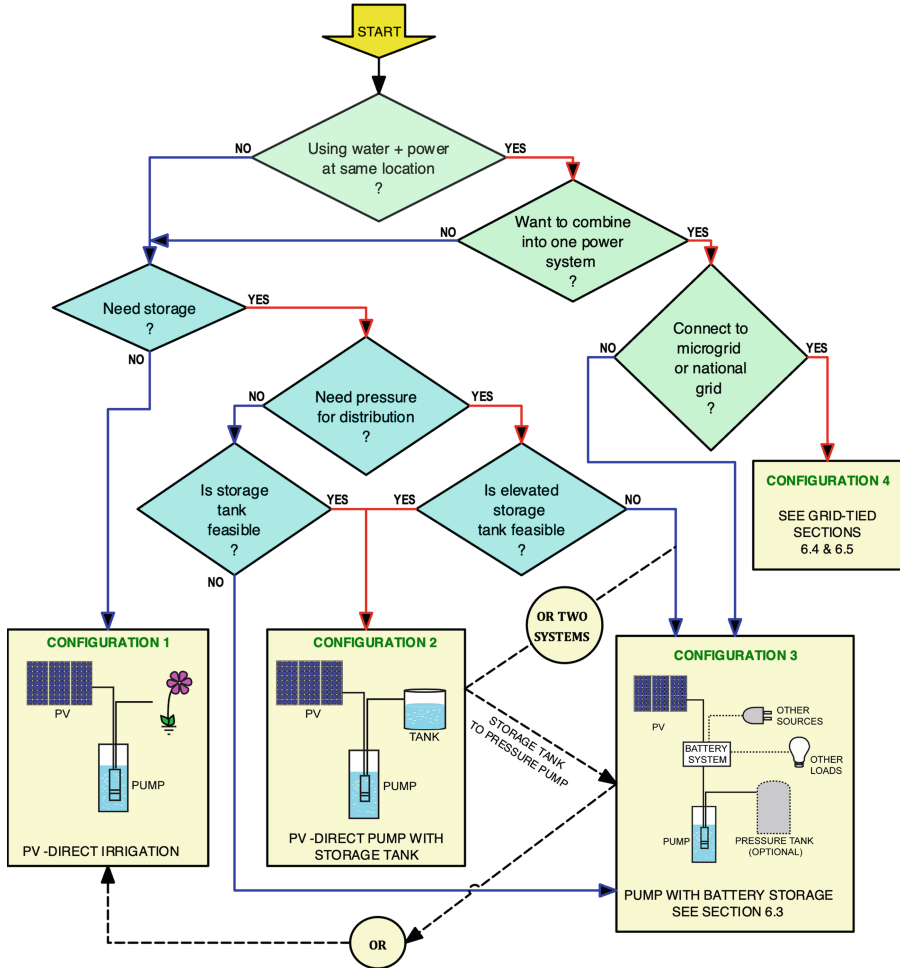 START
Using water + power
at same location
?
NO
YES
Want to combine
into one power
system
?
NO
YES
Need storage
?
YES
NO
Connect to
microgrid
or national
grid
?
NO
YES
Need pressure
for distribution
?
NO
YES
Is storage
tank
feasible
?
YES
NO
Is elevated
storage
tank feasible
?
YES
NO
CONFIGURATION 4
SEE GRID-TIED
SECTIONS
6.4 & 6.5
OR TWO
SYSTEMS
CONFIGURATION 1
PV
PUMP
PV -DIRECT IRRIGATION
CONFIGURATION 2
PV
TANK
PUMP
PV -DIRECT PUMP WITH
STORAGE TANK
STORAGE TANK
TO PRESSURE PUMP
CONFIGURATION 3
PV
OTHER
SOURCES
BATTERY
SYSTEM
OTHER
LOADS
PUMP
PRESSURE TANK
(OPTIONAL)
PUMP WITH BATTERY STORAGE
SEE SECTION 6.3
OR